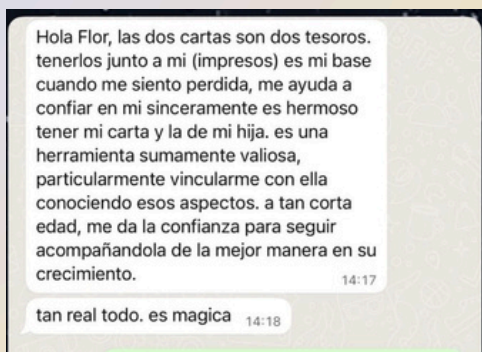 Hola Flor, las dos cartas son dos tesoros.
tenerlos junto a mi (impresos) es mi base
cuando me siento perdida, me ayuda a
confiar en mi sinceramente es hermoso
tener mi carta y la de mi hija. es una
herramienta sumamente valiosa,
particularmente vincularme con ella
conociendo esos aspectos. a tan corta
edad, me da la confianza para seguir
acompañandola de la mejor manera en su
crecimiento.
14:17
tan real todo. es magica 14:18